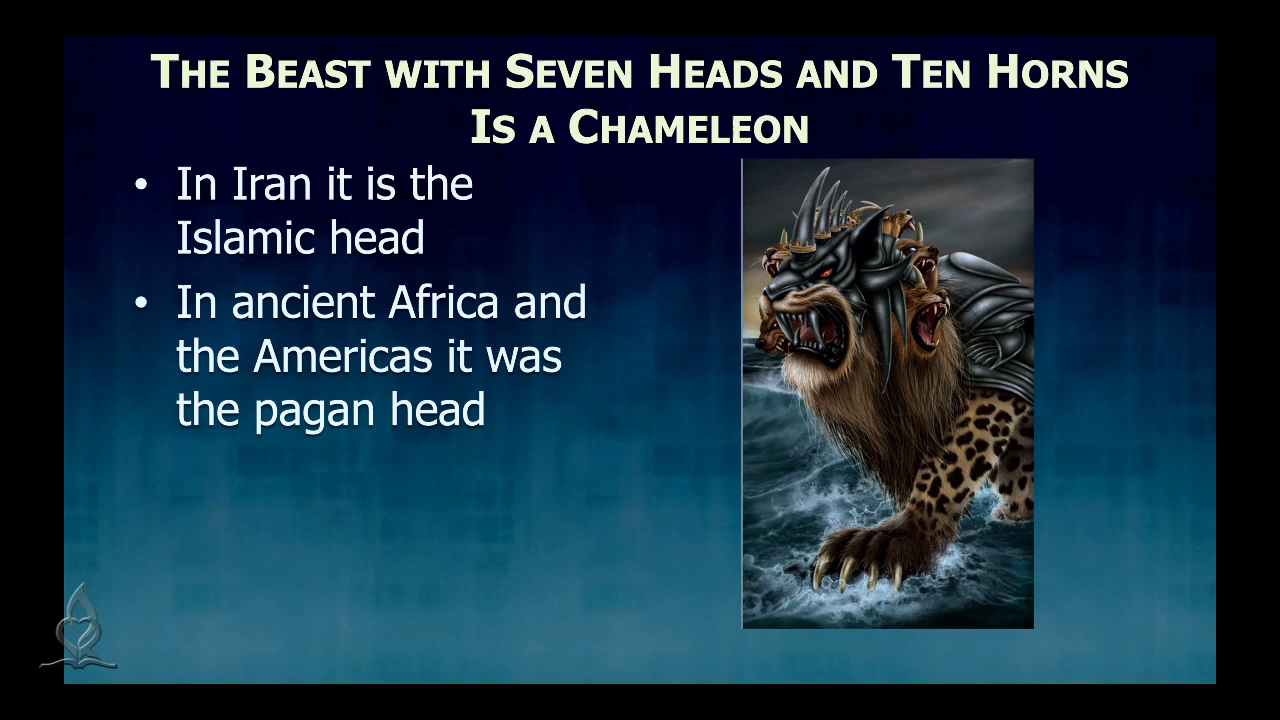 THE BEAST WITH SEVEN HEADS AND TEN HORNS
IS A CHAMELEON
• In Iran it is the
Islamic head
• In ancient Africa and
the Americas it was
the pagan head